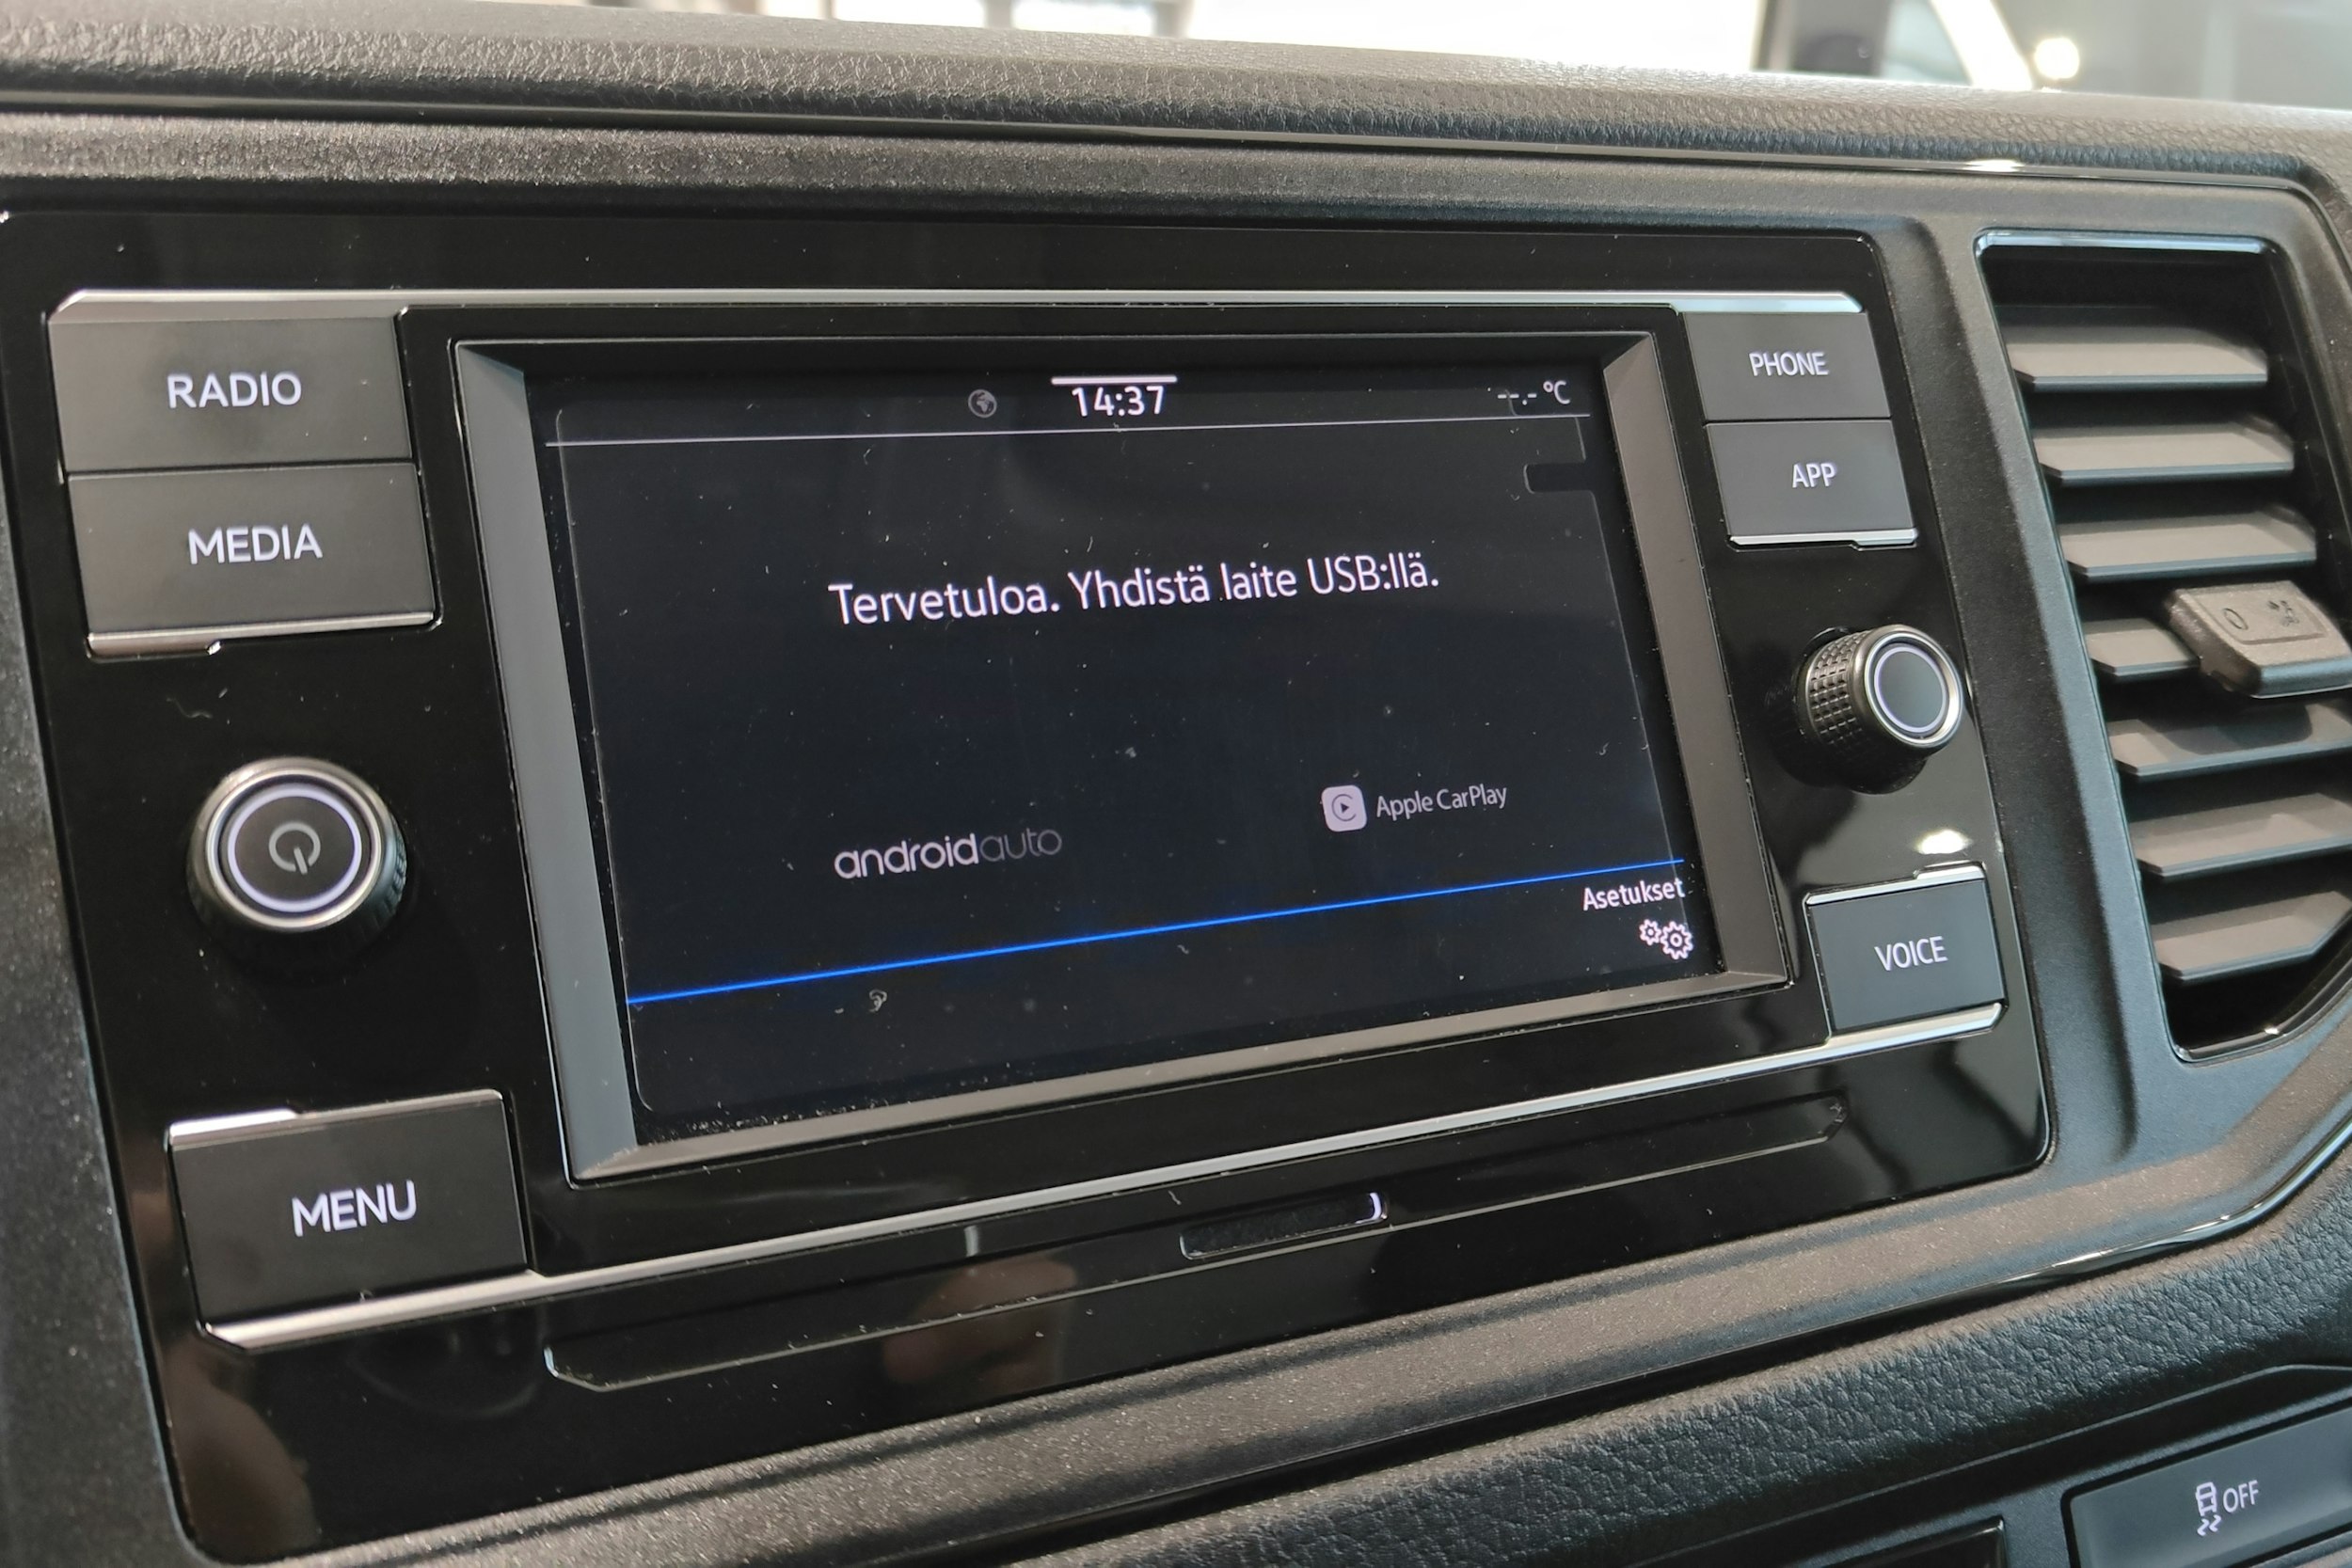 RADIO
MEDIA
MENU
14:37
--.- °C
Tervetuloa. Yhdistä laite USB:llä.
androidauto
Apple CarPlay
Asetukset
PHONE
APP
VOICE
OFF